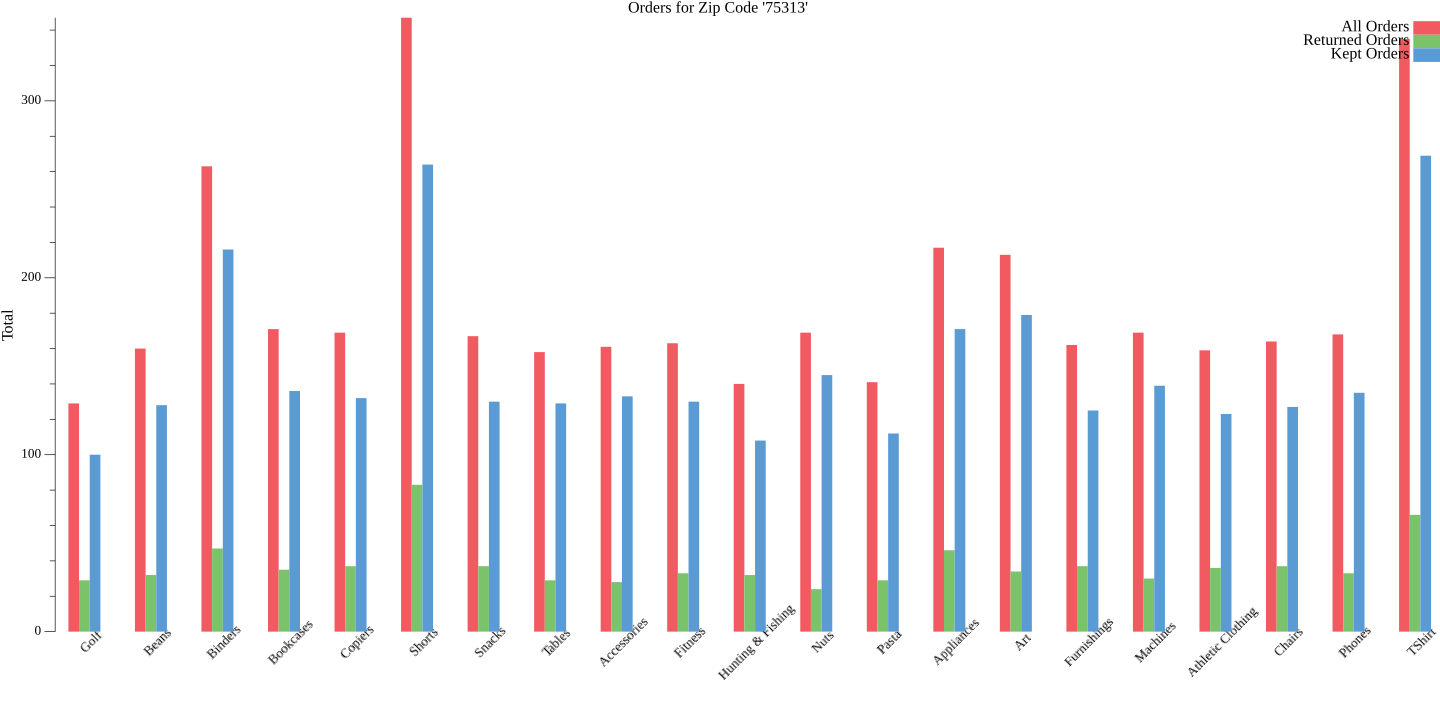 Orders for Zip Code '75313'
All Orders
Returned Orders
Kept Orders
300
200
100
0
Total
Golf
Beans
Binders
Bookcases
Copiers
Shorts
Snacks
Tables
Accessories
Fitness
Hunting & Fishing
Nuts
Pasta
Appliances
Art
Furnishings
Machines
Athletic Clothing
Chairs
Phones
TShirt